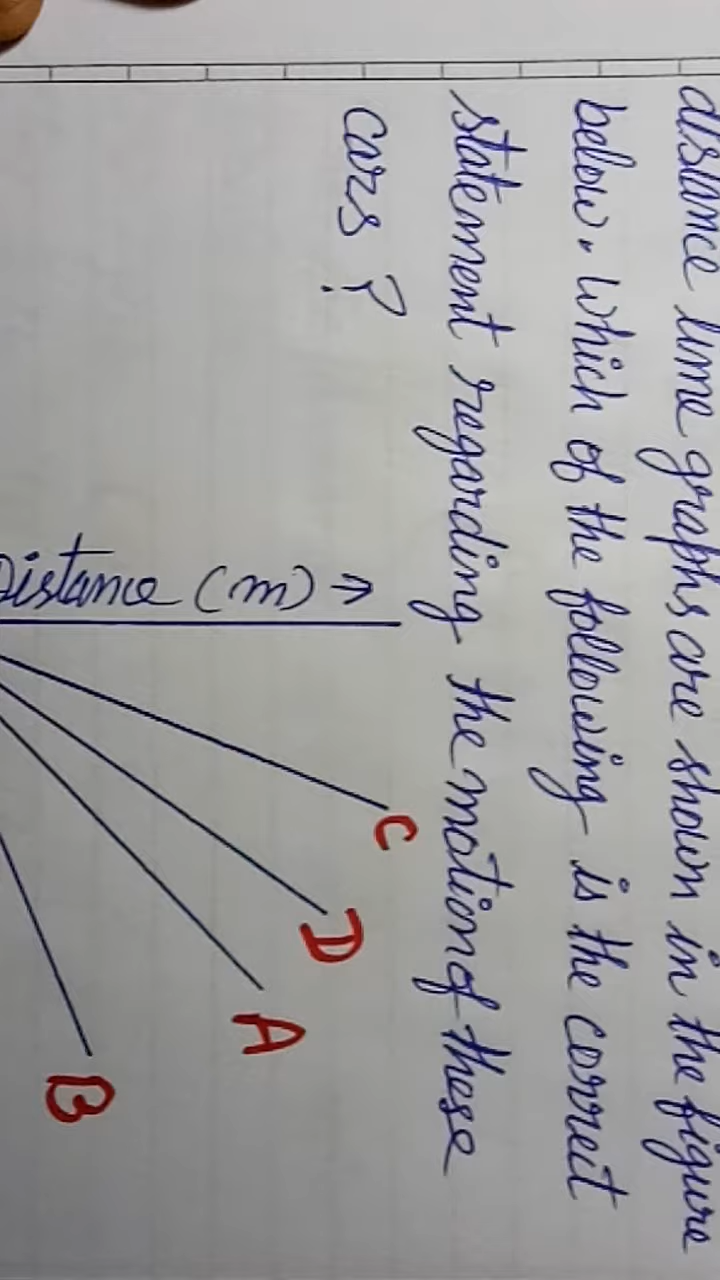 distance time graphs are shown in the figure
below. which of the following is the correct
statement regarding the motion of these
cars ?
Distance (m) →
C
D
A
B